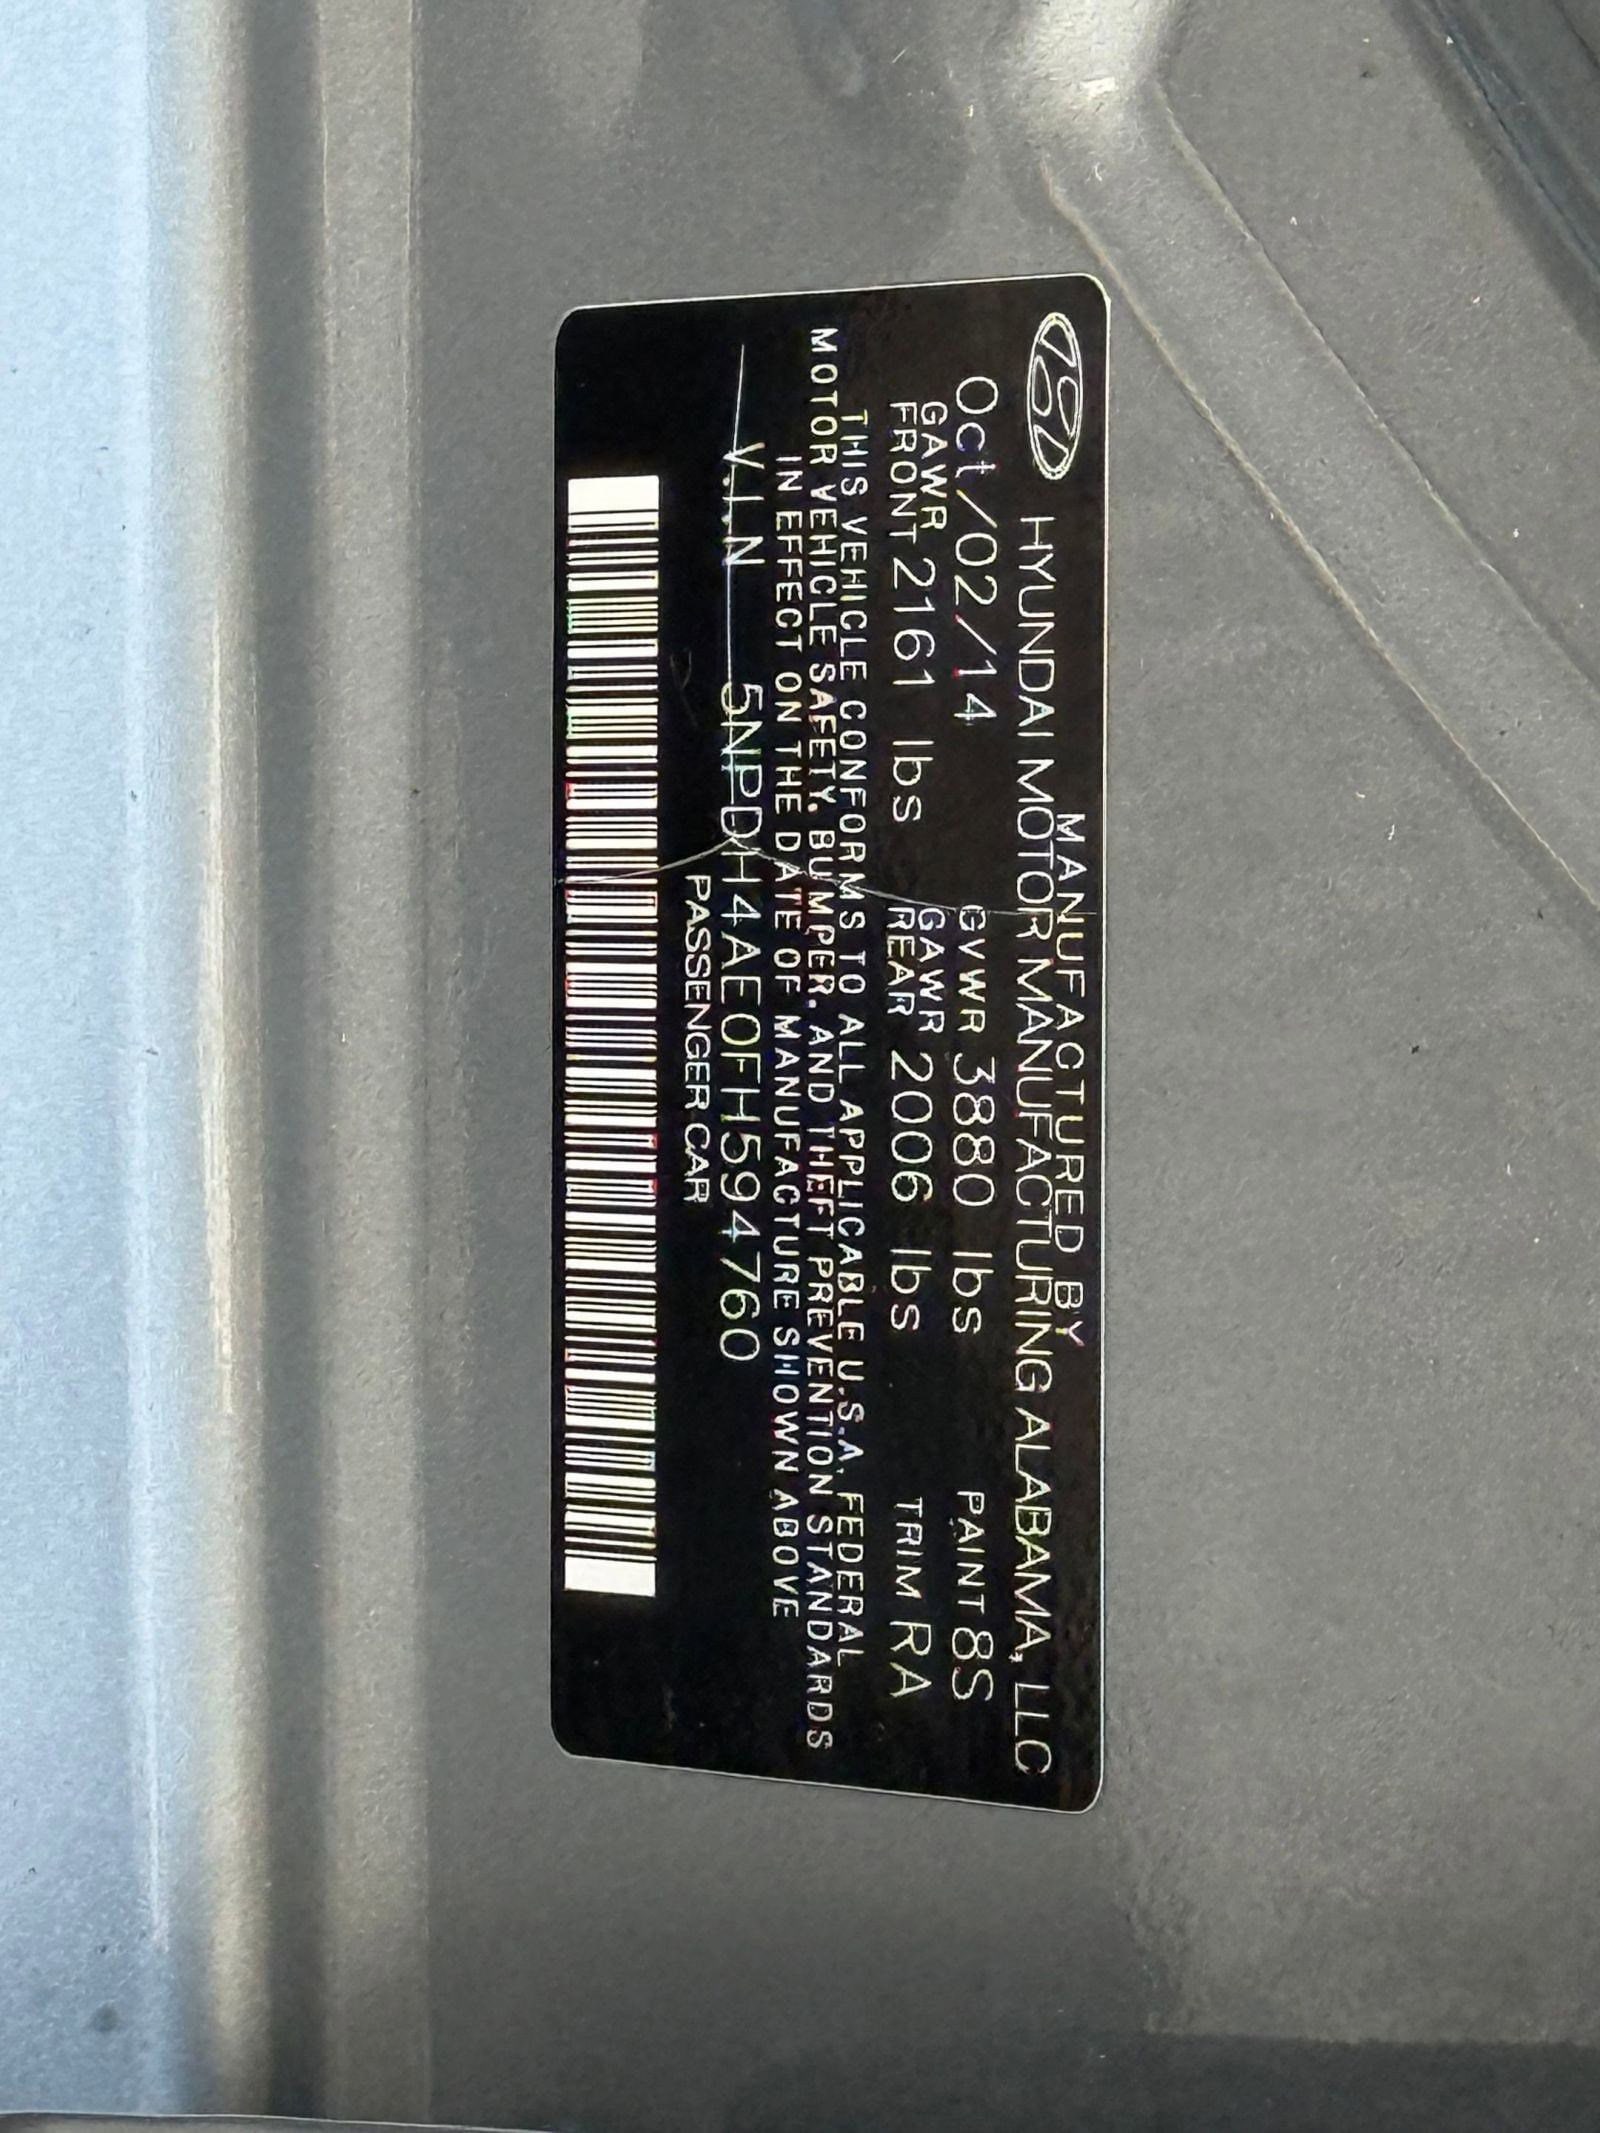 MANUFACTURED BY
HYUNDAI MOTOR MANUFACTURING ALABAMA, LLC
Oct/02/14 GVWR 3880 lbs PAINT 8S
GAWR FRONT 2161 lbs GAWR REAR 2006 lbs TRIM RA
THIS VEHICLE CONFORMS TO ALL APPLICABLE U.S.A. FEDERAL
MOTOR VEHICLE SAFETY. BUMPER. AND THEFT PREVENTION STANDARDS
IN EFFECT ON THE DATE OF MANUFACTURE SHOWN ABOVE
V.I.N 5NPDH4AE0FH594760
PASSENGER CAR